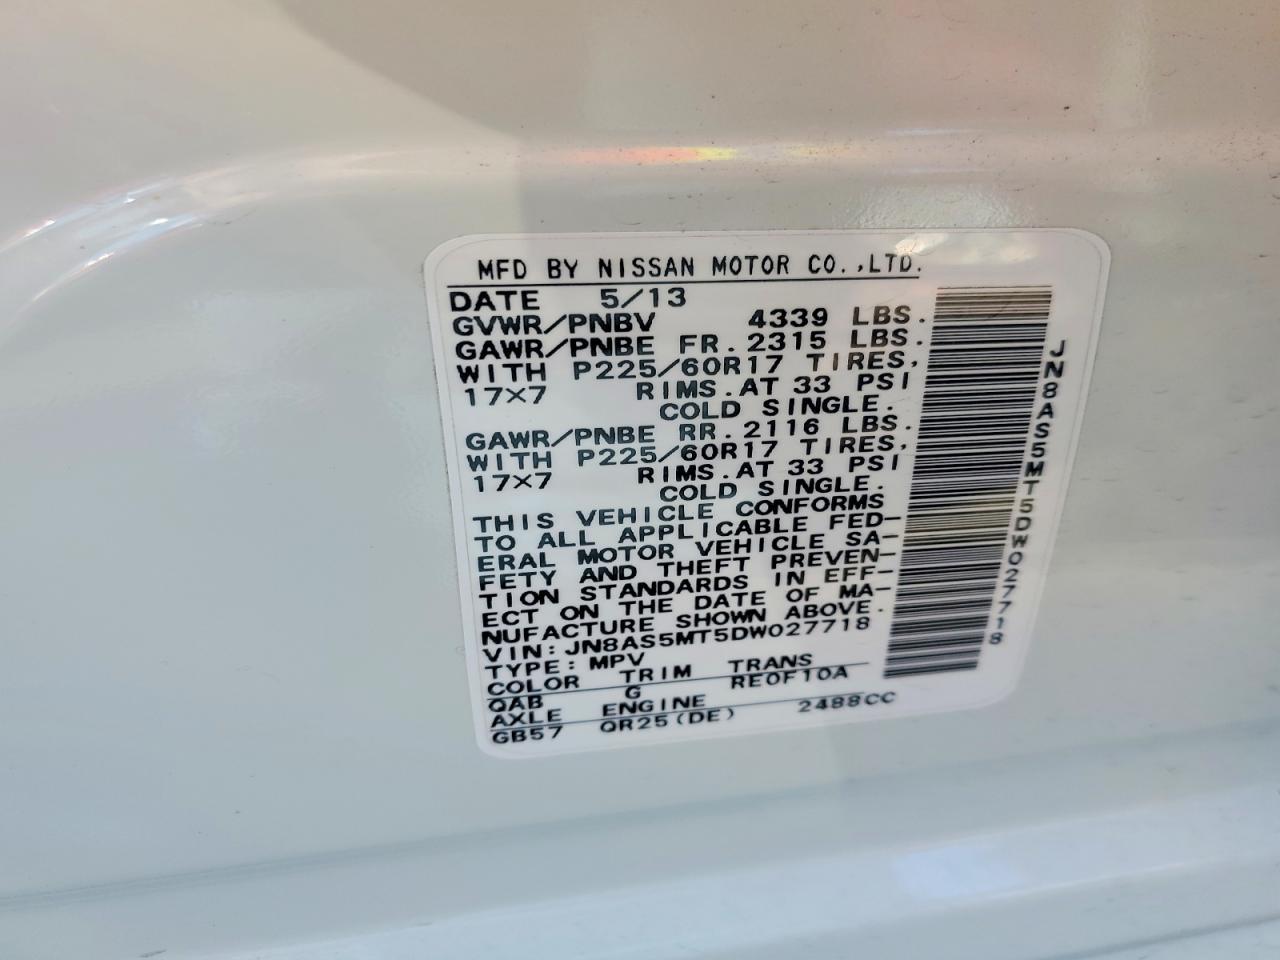 MFD BY NISSAN MOTOR CO.,LTD.
DATE 5/13
GVWR/PNBV 4339 LBS.
GAWR/PNBE FR. 2315 LBS.
WITH P225/60R17 TIRES,
17×7 RIMS.AT 33 PSI
COLD SINGLE.
GAWR/PNBE RR. 2116 LBS.
WITH P225/60R17 TIRES,
17×7 RIMS.AT 33 PSI
COLD SINGLE.
THIS VEHICLE CONFORMS
TO ALL APPLICABLE FED-
ERAL MOTOR VEHICLE SA-
FETY AND THEFT PREVEN-
TION STANDARDS IN EFF-
ECT ON THE DATE OF MA-
NUFACTURE SHOWN ABOVE.
VIN: JN8AS5MT5DW027718
TYPE: MPV
COLOR TRIM TRANS
QAB G RE0F10A
AXLE ENGINE
GB57 QR25(DE) 2488CC
JN8AS5MT5DW027718